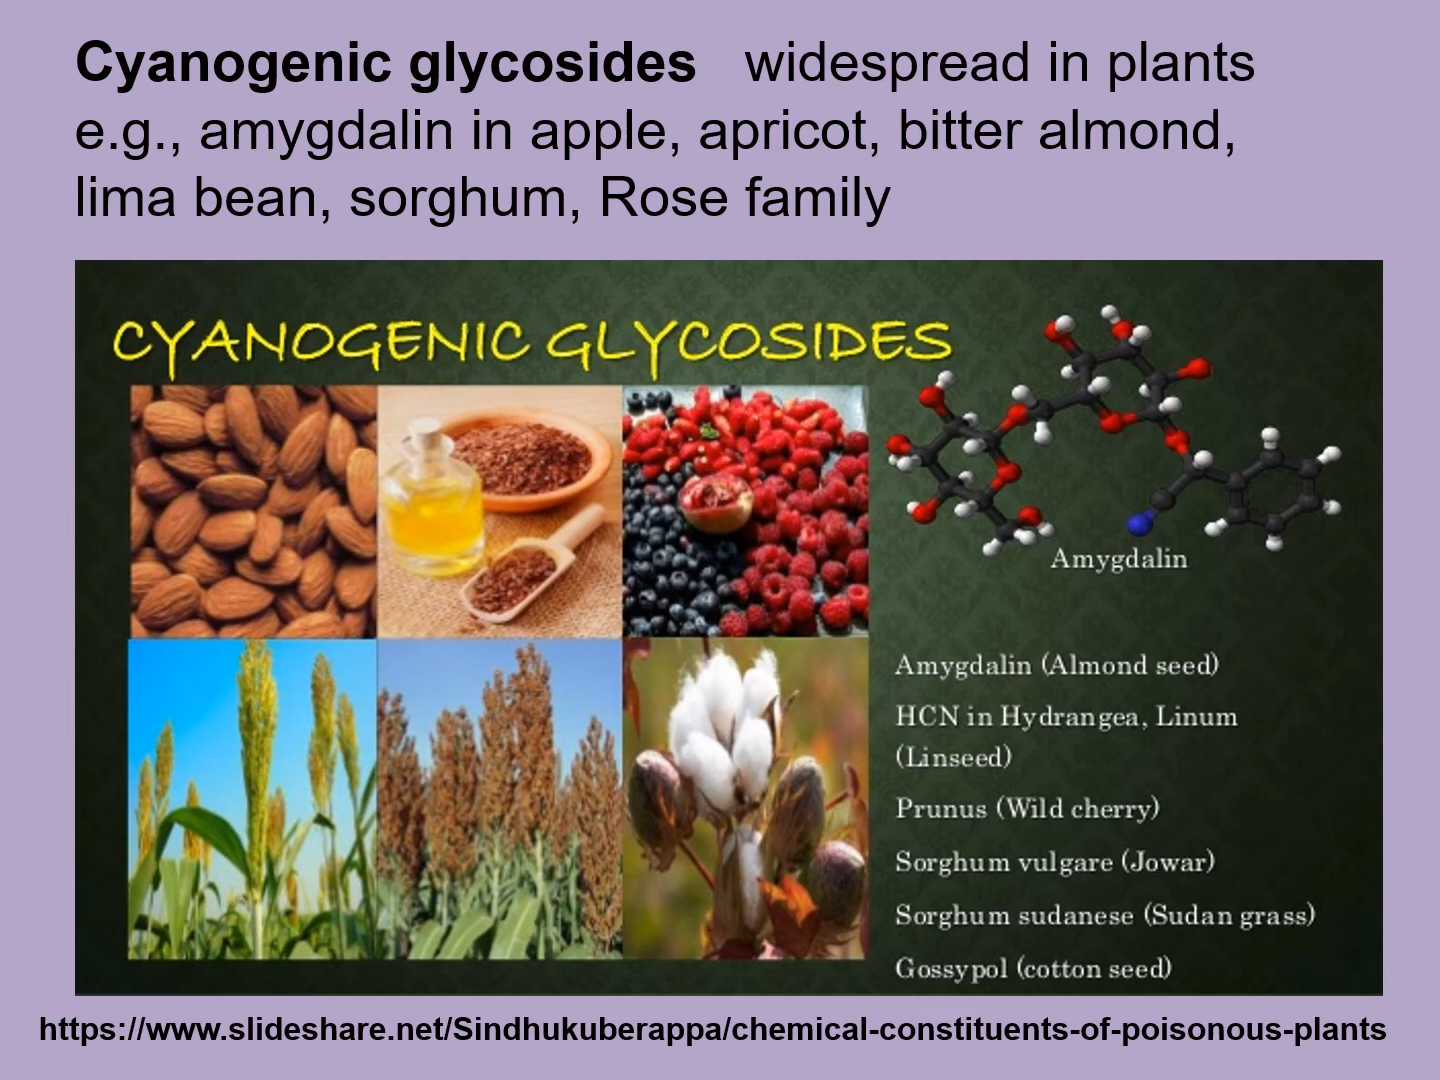 Cyanogenic glycosides widespread in plants
e.g., amygdalin in apple, apricot, bitter almond,
lima bean, sorghum, Rose family
CYANOGENIC GLYCOSIDES
Amygdalin
Amygdalin (Almond seed)
HCN in Hydrangea, Linum
(Linseed)
Prunus (Wild cherry)
Sorghum vulgare (Jowar)
Sorghum sudanese (Sudan grass)
Gossypol (cotton seed)
https://www.slideshare.net/Sindhukuberappa/chemical-constituents-of-poisonous-plants